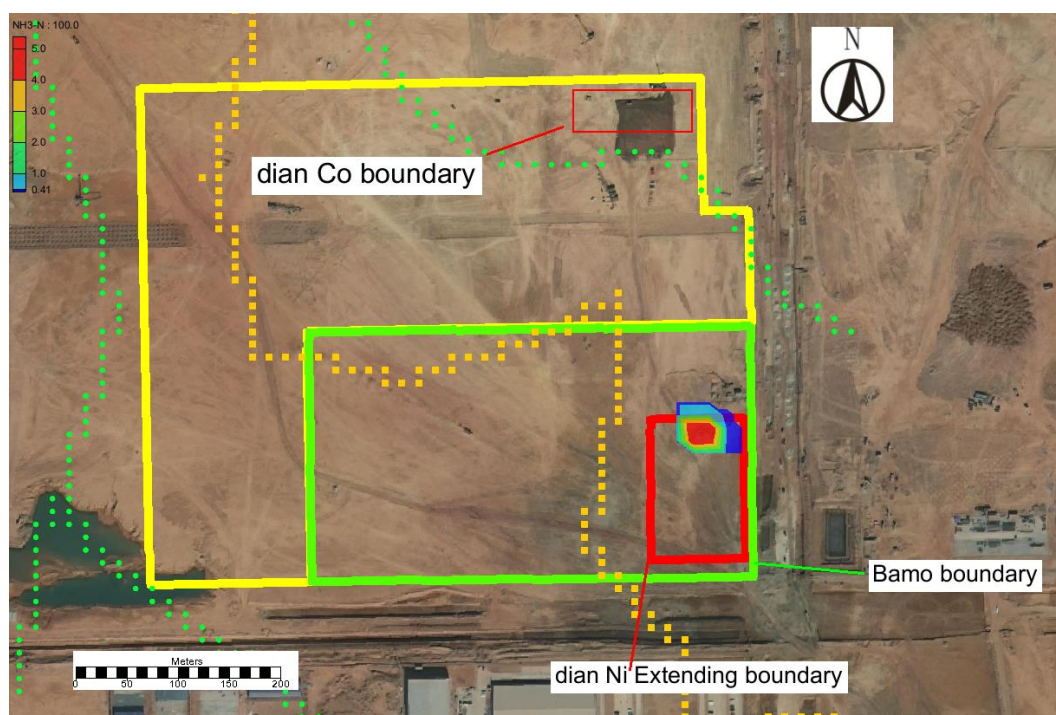 NH3-N : 100.0
5.0
4.0
3.0
2.0
1.0
0.41
N
dian Co boundary
Bamo boundary
dian Ni Extending boundary
Meters
0 50 100 150 200